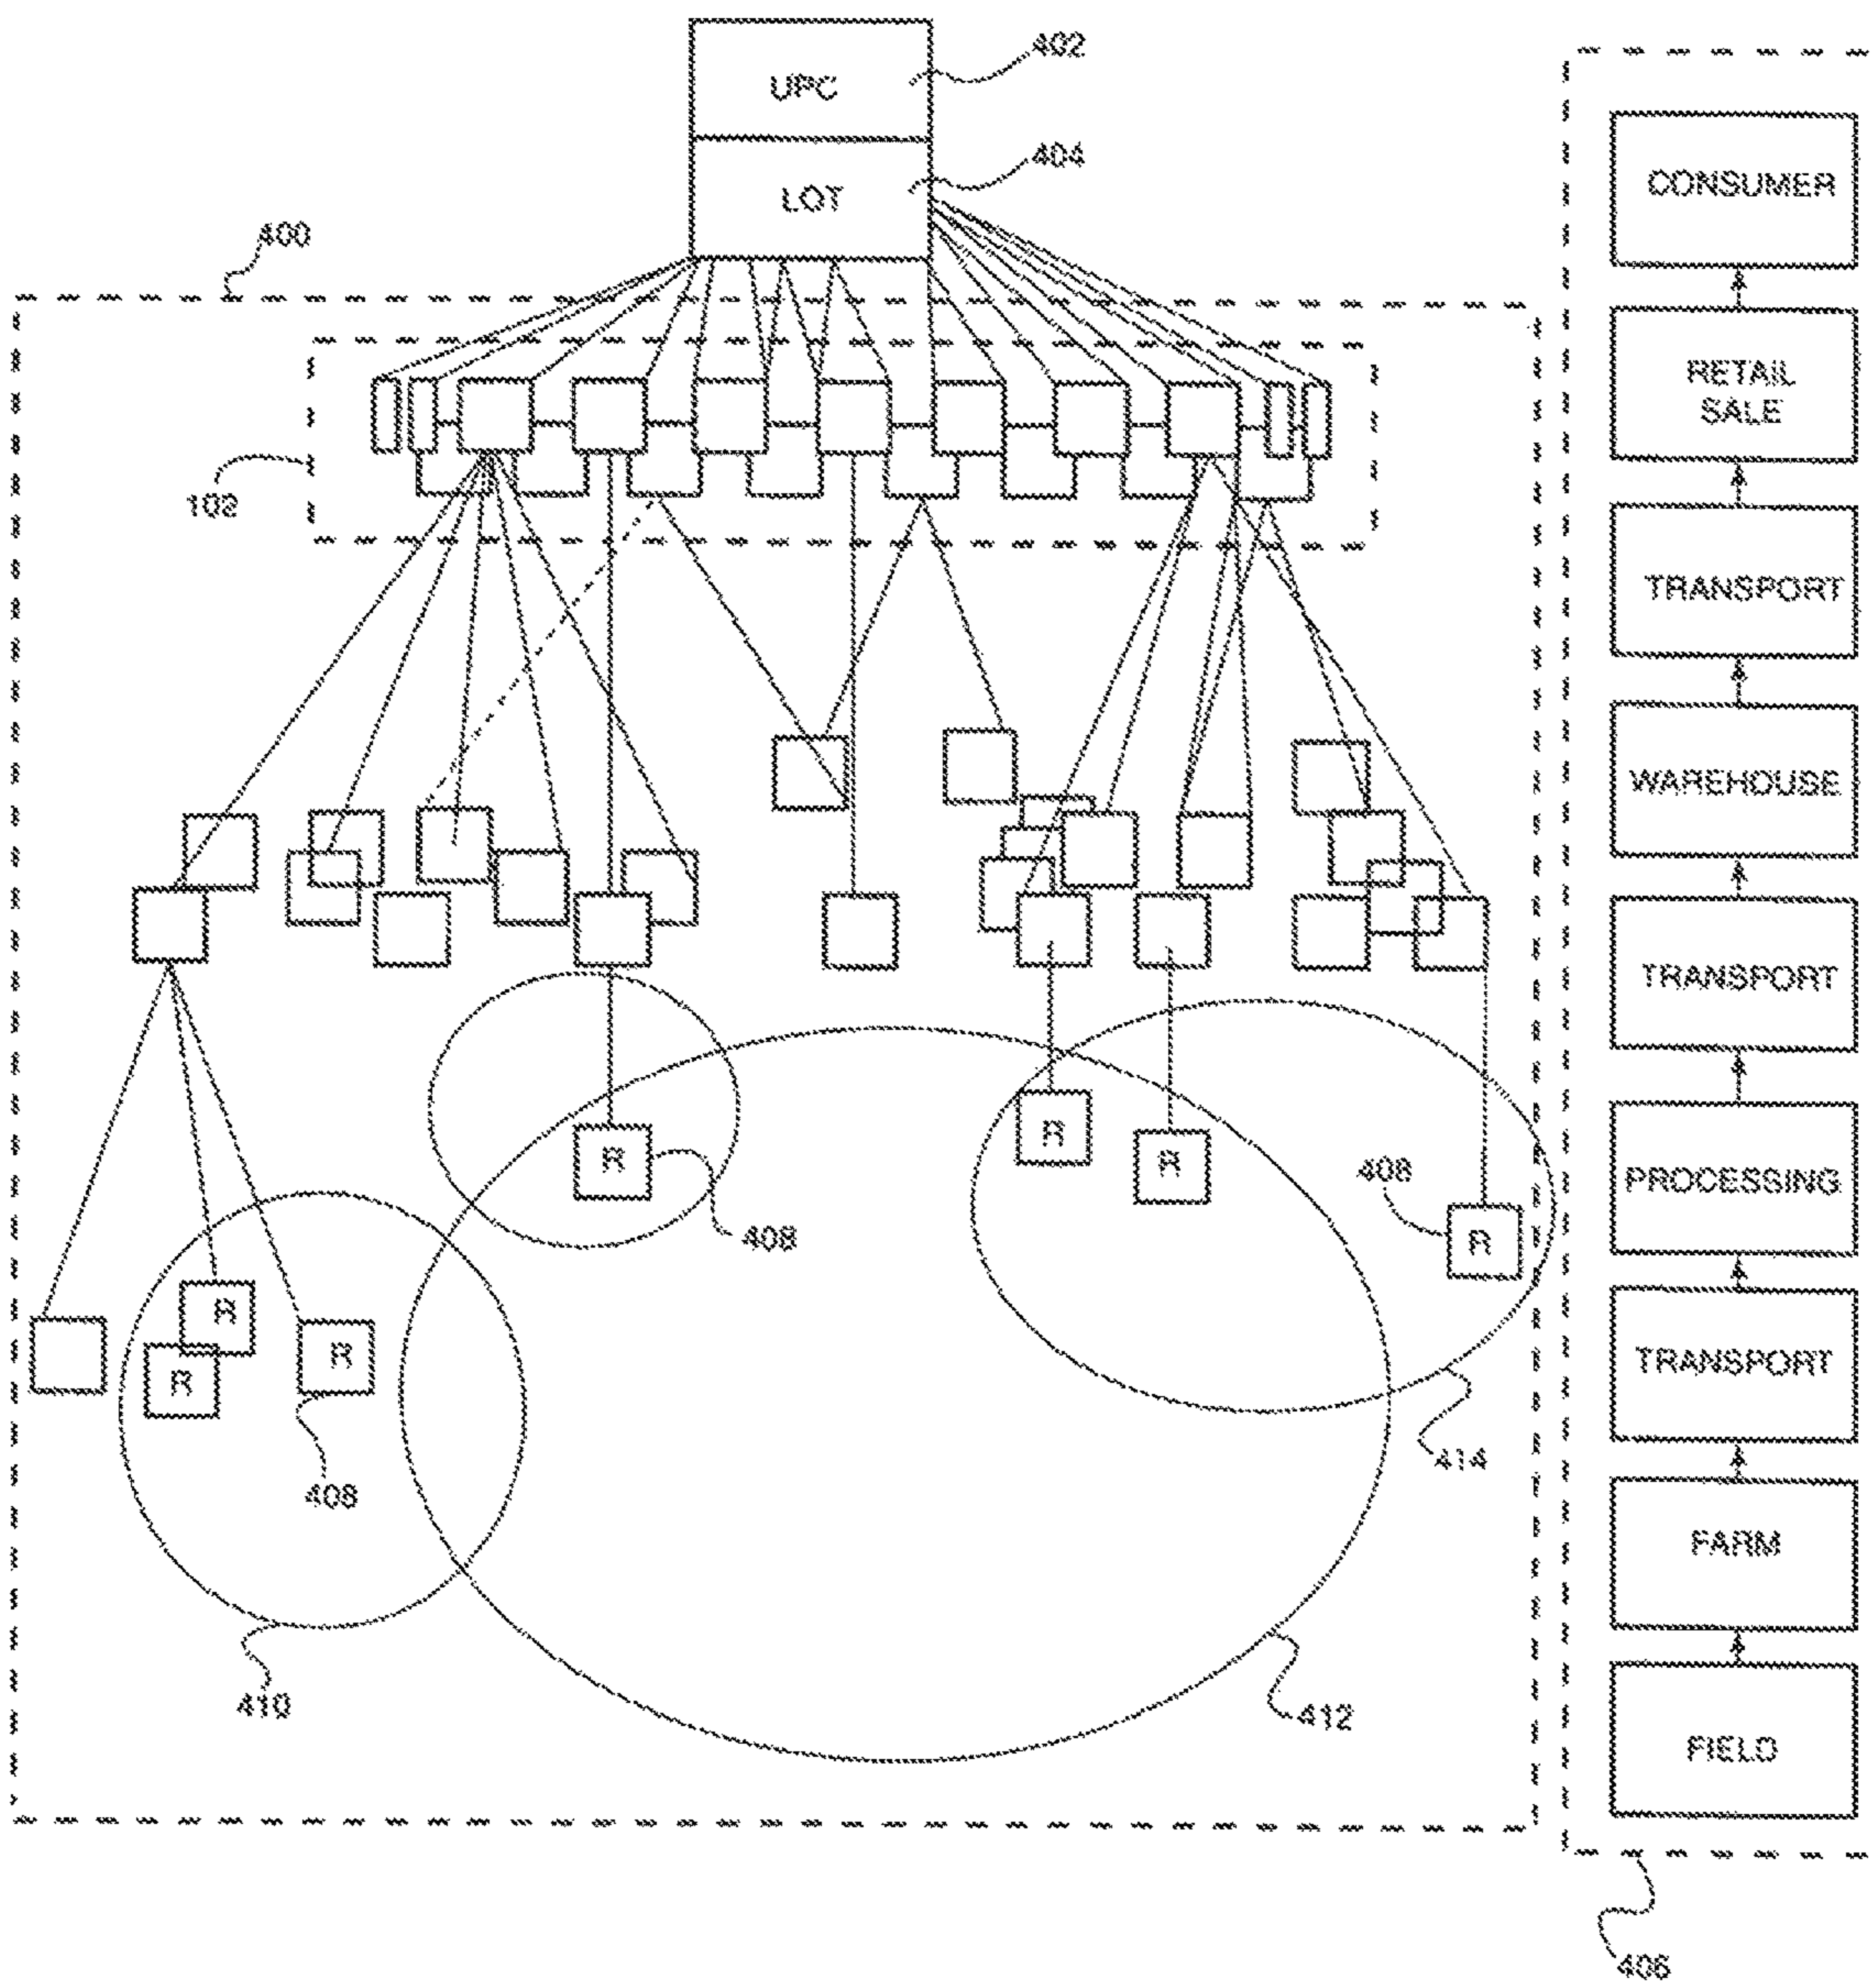 UPC
402
LOT
404
400
102
R
408
R
R
408
R
R
R
R
408
414
410
412
CONSUMER
RETAIL
SALE
TRANSPORT
WAREHOUSE
TRANSPORT
PROCESSING
TRANSPORT
FARM
FIELD
406